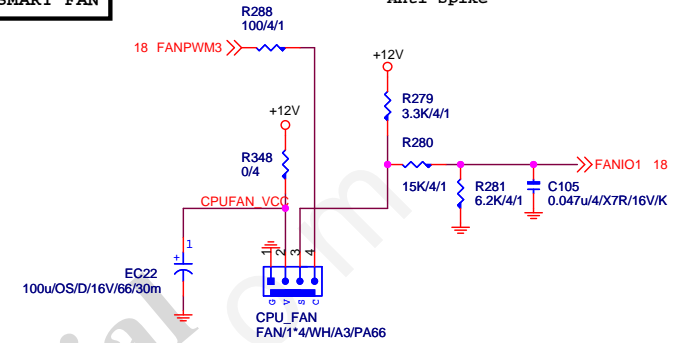 SMART FAN
Anti Spike
R288
100/4/1
18 FANPWM3
+12V
R279
3.3K/4/1
+12V
R280
R348
0/4
FANIO1 18
15K/4/1
R281
6.2K/4/1
C105
0.047u/4/X7R/16V/K
CPUFAN_VCC
1
+
EC22
100u/OS/D/16V/66/30m
1 2 3 4
G V S C
CPU_FAN
FAN/1*4/WH/A3/PA66